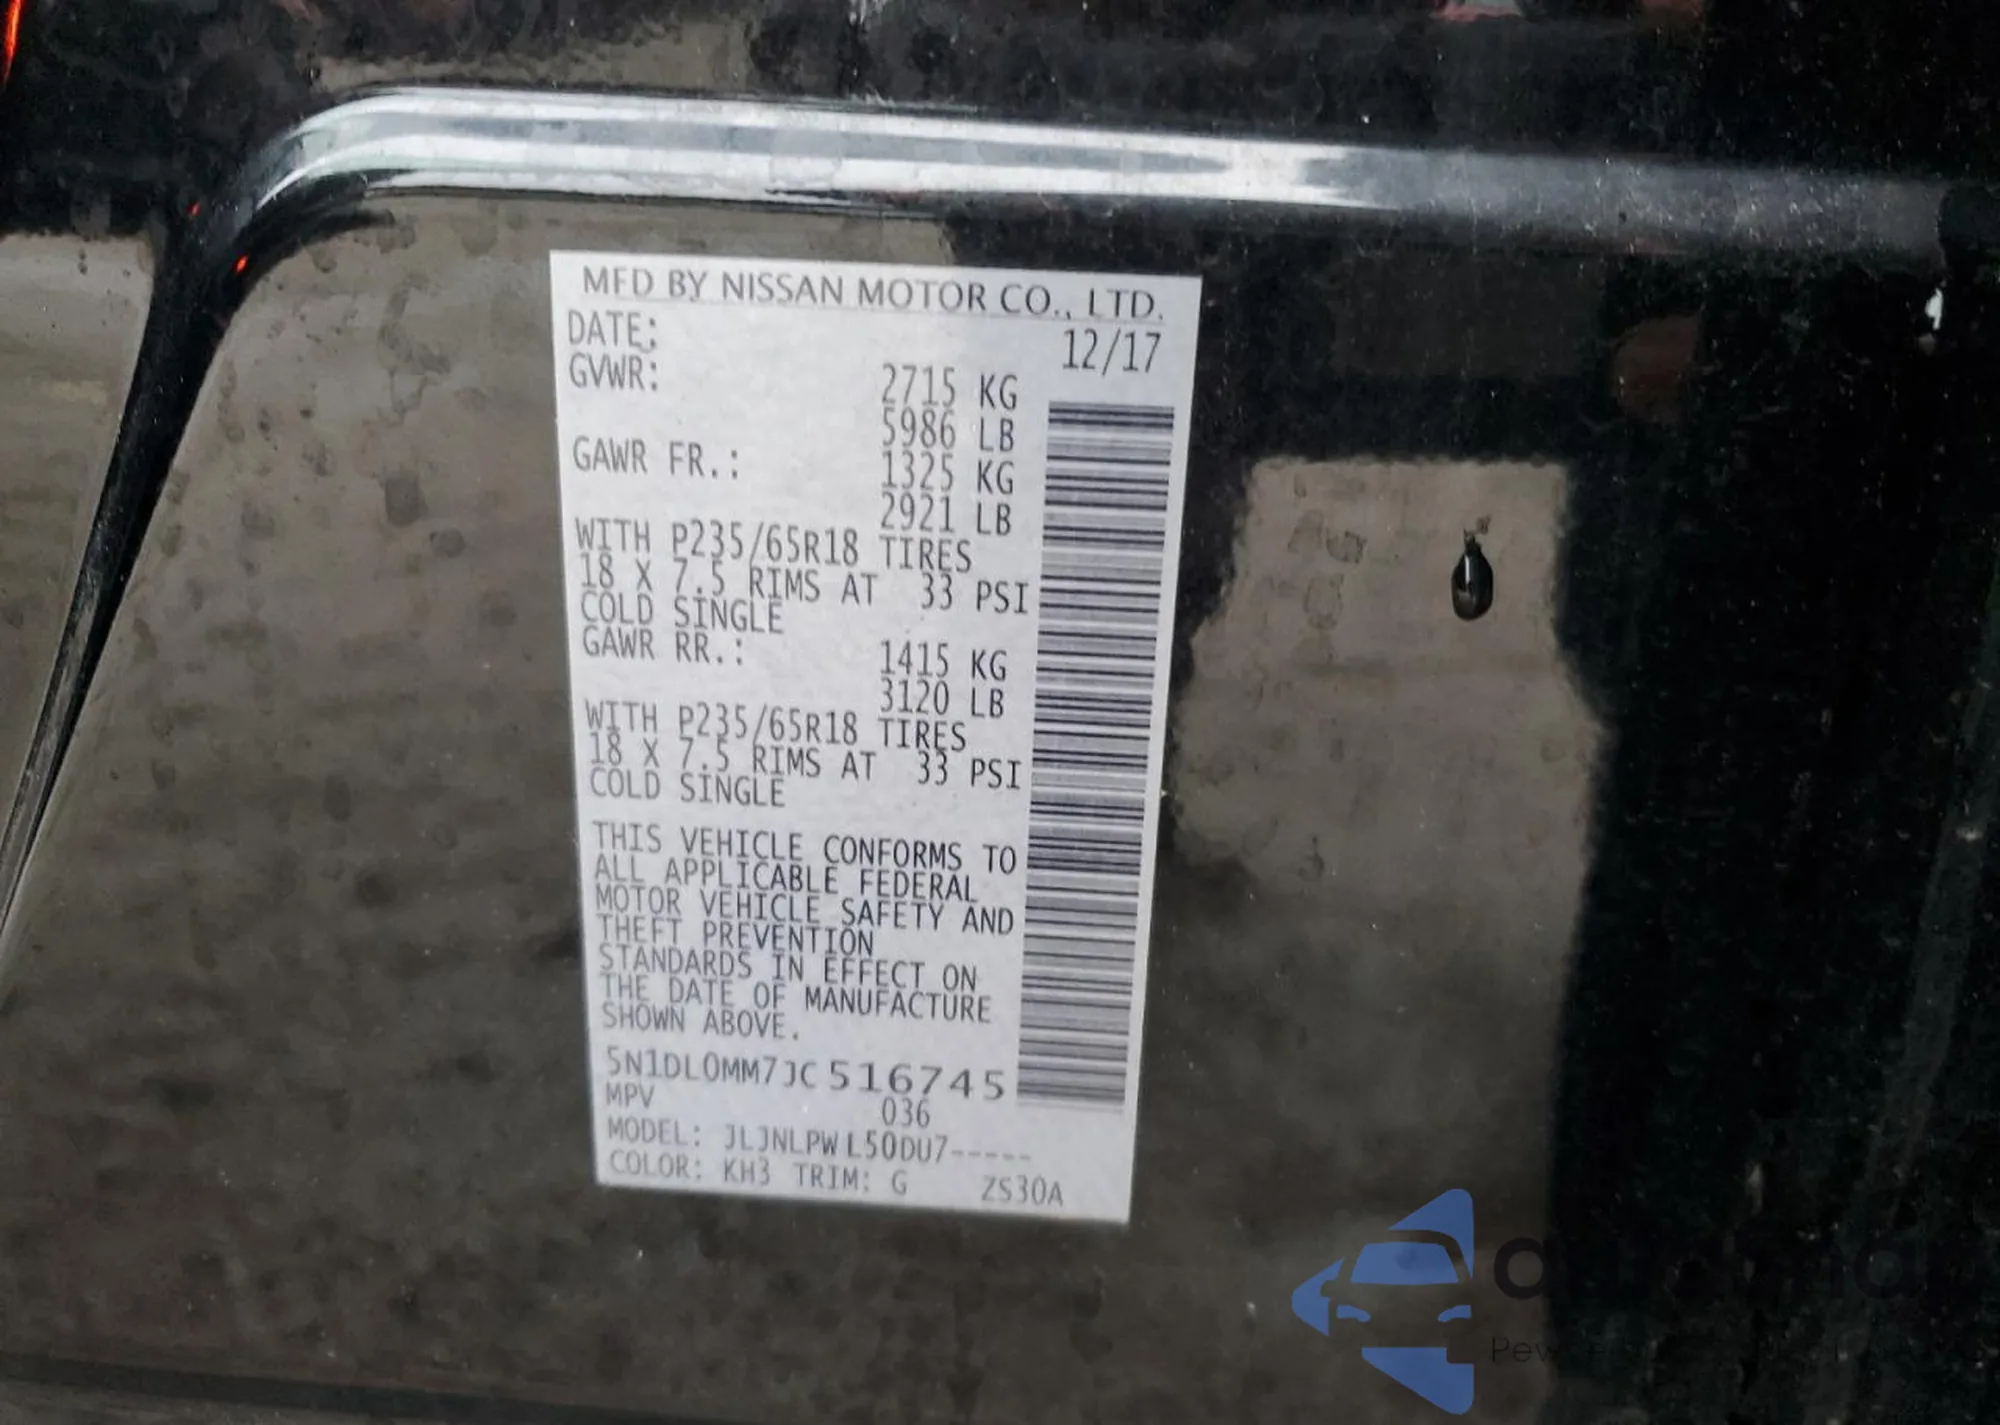 MFD BY NISSAN MOTOR CO., LTD.
DATE: 12/17
GVWR: 2715 KG
5986 LB
GAWR FR.: 1325 KG
2921 LB
WITH P235/65R18 TIRES
18 X 7.5 RIMS AT 33 PSI
COLD SINGLE
GAWR RR.: 1415 KG
3120 LB
WITH P235/65R18 TIRES
18 X 7.5 RIMS AT 33 PSI
COLD SINGLE
THIS VEHICLE CONFORMS TO
ALL APPLICABLE FEDERAL
MOTOR VEHICLE SAFETY AND
THEFT PREVENTION
STANDARDS IN EFFECT ON
THE DATE OF MANUFACTURE
SHOWN ABOVE.
5N1DL0MM7JC516745
MPV 036
MODEL: JLJNLPW L50DU7-----
COLOR: KH3 TRIM: G ZS30A